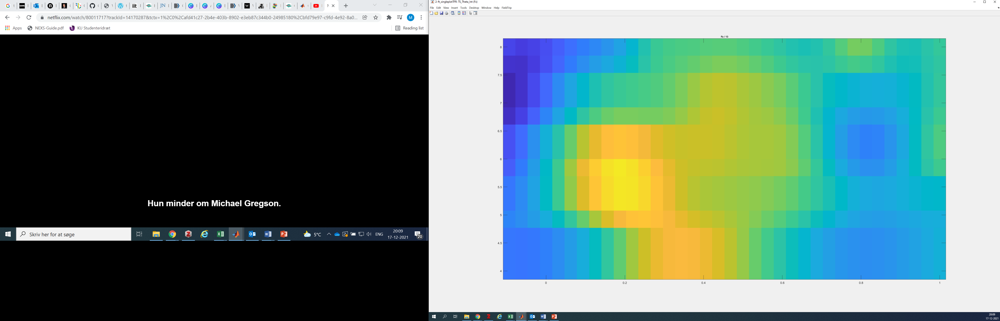 netflix.com/watch/80011717?trackId=14170287&tctx=1%2C0%2Cafd41c27-2b4e-403b-8902-e3eb87c344b0-24985180%2Cbfd79e97-c9fd-4e92-8a0...
Apps NEXS-Guide.pdf KU Studenteridræt Reading list
Hun minder om Michael Gregson.
Skriv her for at søge
5°C ENG 20:09
17-12-2021
20
2: ft_singleplotTFR: TS_Theta_Int (Fz)
File Edit View Insert Tools Desktop Window Help FieldTrip
Fz / 13
8
7.5
7
6.5
6
5.5
5
4.5
4
0 0.2 0.4 0.6 0.8 1
20:09
17-12-2021